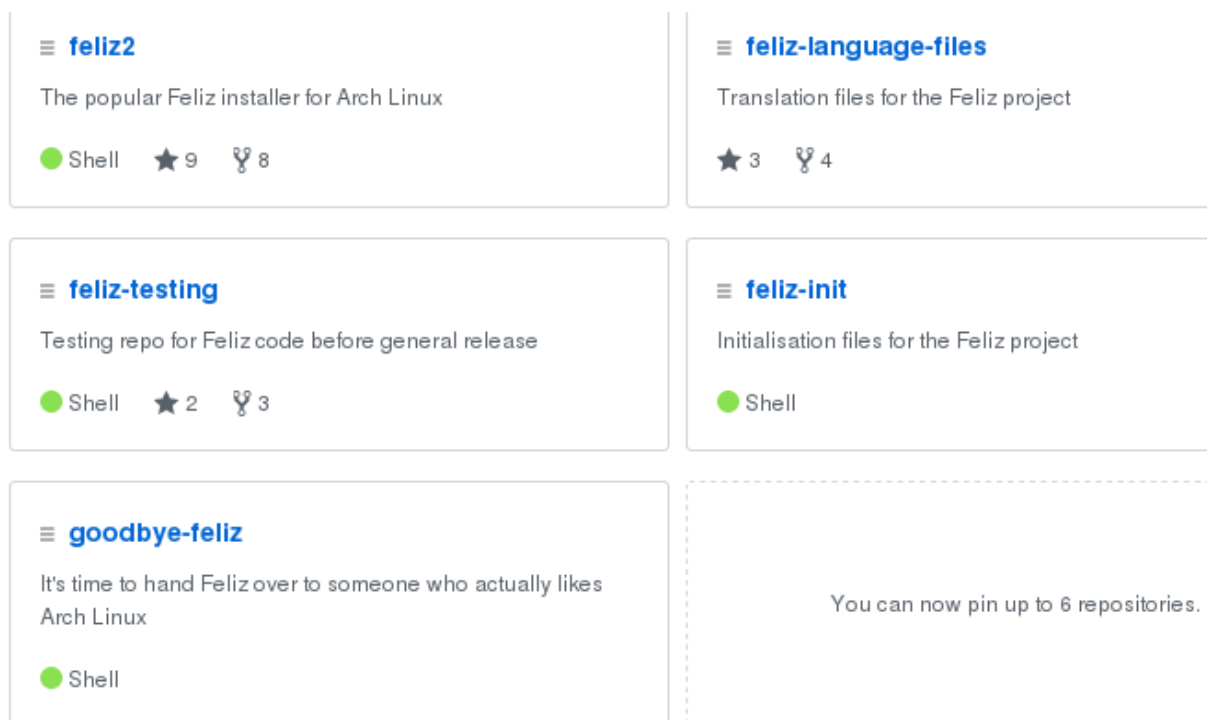 feliz2
The popular Feliz installer for Arch Linux
Shell 9 8
feliz-language-files
Translation files for the Feliz project
3 4
feliz-testing
Testing repo for Feliz code before general release
Shell 2 3
feliz-init
Initialisation files for the Feliz project
Shell
goodbye-feliz
It's time to hand Feliz over to someone who actually likes
Arch Linux
Shell
You can now pin up to 6 repositories.